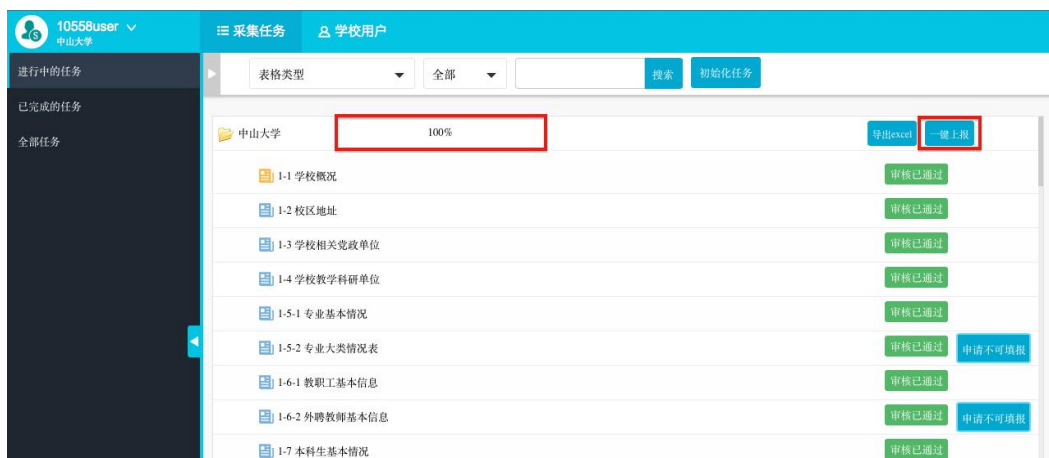 10558user
中山大学
采集任务 学校用户
进行中的任务
已完成的任务
全部任务
表格类型 全部 搜索 初始化任务
中山大学 100% 导出excel 一键上报
1-1 学校概况 审核已通过
1-2 校区地址 审核已通过
1-3 学校相关党政单位 审核已通过
1-4 学校教学科研单位 审核已通过
1-5-1 专业基本情况 审核已通过
1-5-2 专业大类情况表 审核已通过 申请不可填报
1-6-1 教职工基本信息 审核已通过
1-6-2 外聘教师基本信息 审核已通过 申请不可填报
1-7 本科生基本情况 审核已通过